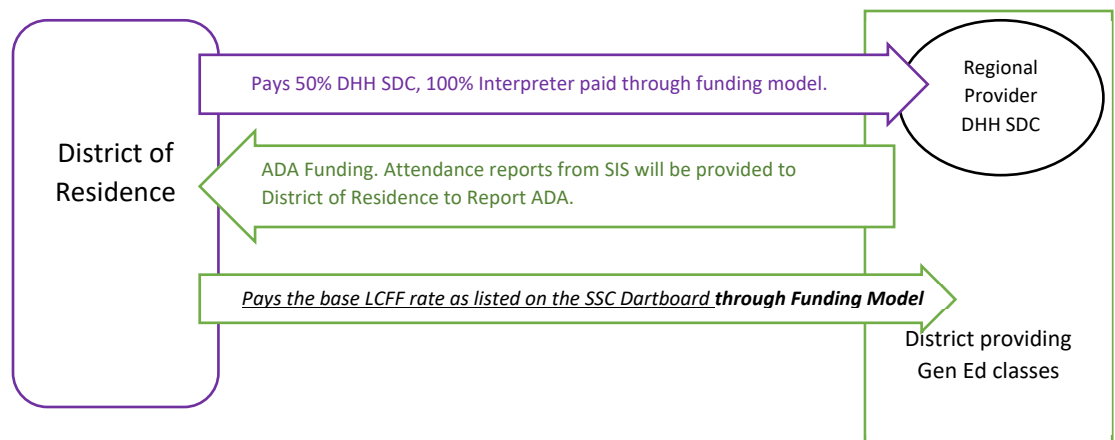 Pays 50% DHH SDC, 100% Interpreter paid through funding model.
Regional
Provider
DHH SDC
District of
Residence
ADA Funding. Attendance reports from SIS will be provided to
District of Residence to Report ADA.
Pays the base LCFF rate as listed on the SSC Dartboard through Funding Model
District providing
Gen Ed classes